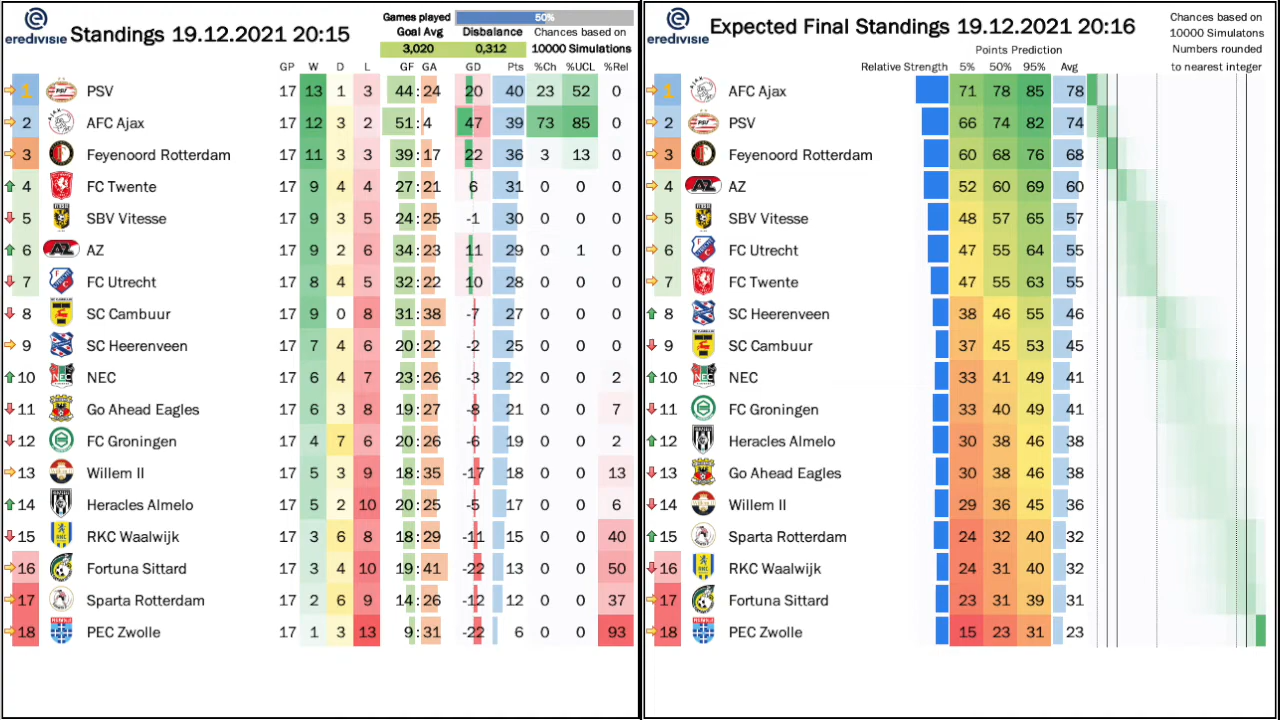 eredivisie Standings 19.12.2021 20:15
Games played 50%
Goal Avg Disbalance Chances based on
3,020 0,312 10000 Simulations
GP W D L GF GA GD Pts %Ch %UCL %Rel
1 PSV 17 13 1 3 44 : 24 20 40 23 52 0
2 AFC Ajax 17 12 3 2 51 : 4 47 39 73 85 0
3 Feyenoord Rotterdam 17 11 3 3 39 : 17 22 36 3 13 0
4 FC Twente 17 9 4 4 27 : 21 6 31 0 0 0
5 SBV Vitesse 17 9 3 5 24 : 25 -1 30 0 0 0
6 AZ 17 9 2 6 34 : 23 11 29 0 1 0
7 FC Utrecht 17 8 4 5 32 : 22 10 28 0 0 0
8 SC Cambuur 17 9 0 8 31 : 38 -7 27 0 0 0
9 SC Heerenveen 17 7 4 6 20 : 22 -2 25 0 0 0
10 NEC 17 6 4 7 23 : 26 -3 22 0 0 2
11 Go Ahead Eagles 17 6 3 8 19 : 27 -8 21 0 0 7
12 FC Groningen 17 4 7 6 20 : 26 -6 19 0 0 2
13 Willem II 17 5 3 9 18 : 35 -17 18 0 0 13
14 Heracles Almelo 17 5 2 10 20 : 25 -5 17 0 0 6
15 RKC Waalwijk 17 3 6 8 18 : 29 -11 15 0 0 40
16 Fortuna Sittard 17 3 4 10 19 : 41 -22 13 0 0 50
17 Sparta Rotterdam 17 2 6 9 14 : 26 -12 12 0 0 37
18 PEC Zwolle 17 1 3 13 9 : 31 -22 6 0 0 93
eredivisie Expected Final Standings 19.12.2021 20:16
Chances based on
10000 Simulatons
Numbers rounded
to nearest integer
Points Prediction
Relative Strength 5% 50% 95% Avg
1 AFC Ajax 71 78 85 78
2 PSV 66 74 82 74
3 Feyenoord Rotterdam 60 68 76 68
4 AZ 52 60 69 60
5 SBV Vitesse 48 57 65 57
6 FC Utrecht 47 55 64 55
7 FC Twente 47 55 63 55
8 SC Heerenveen 38 46 55 46
9 SC Cambuur 37 45 53 45
10 NEC 33 41 49 41
11 FC Groningen 33 40 49 41
12 Heracles Almelo 30 38 46 38
13 Go Ahead Eagles 30 38 46 38
14 Willem II 29 36 45 36
15 Sparta Rotterdam 24 32 40 32
16 RKC Waalwijk 24 31 40 32
17 Fortuna Sittard 23 31 39 31
18 PEC Zwolle 15 23 31 23